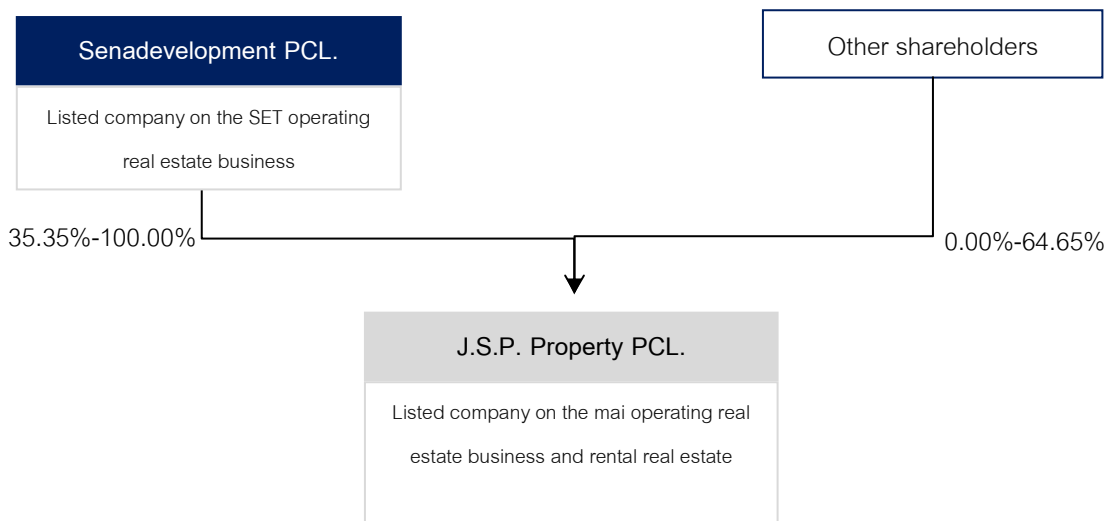 Senadevelopment PCL.
Listed company on the SET operating
real estate business
Other shareholders
35.35%-100.00%
0.00%-64.65%
J.S.P. Property PCL.
Listed company on the mai operating real
estate business and rental real estate